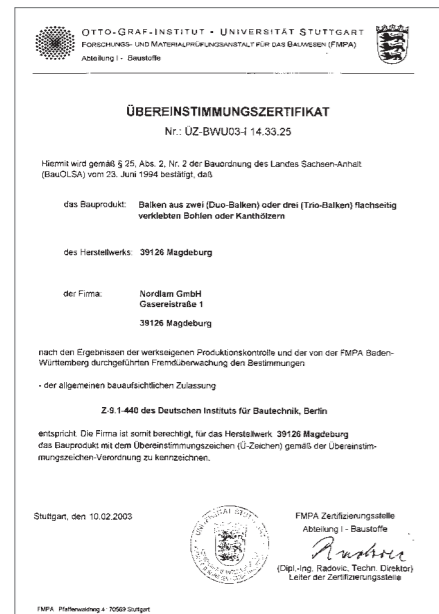 OTTO-GRAF-INSTITUT · UNIVERSITÄT STUTTGART
FORSCHUNGS- UND MATERIALPRÜFUNGSANSTALT FÜR DAS BAUWESEN (FMPA)
Abteilung I - Baustoffe
ÜBEREINSTIMMUNGSZERTIFIKAT
Nr.: ÜZ-BWU03-I 14.33.25
Hiermit wird gemäß § 25, Abs. 2, Nr. 2 der Bauordnung des Landes Sachsen-Anhalt
(BauOLSA) vom 23. Juni 1994 bestätigt, daß
das Bauprodukt: Balken aus zwei (Duo-Balken) oder drei (Trio-Balken) flachseitig
verklebten Bohlen oder Kanthölzern
des Herstellwerks: 39126 Magdeburg
der Firma: Nordlam GmbH
Gasereistraße 1
39126 Magdeburg
nach den Ergebnissen der werkseigenen Produktionskontrolle und der von der FMPA Baden-
Württemberg durchgeführten Fremdüberwachung den Bestimmungen
- der allgemeinen bauaufsichtlichen Zulassung
Z-9.1-440 des Deutschen Instituts für Bautechnik, Berlin
entspricht. Die Firma ist somit berechtigt, für das Herstellwerk 39126 Magdeburg
das Bauprodukt mit dem Übereinstimmungszeichen (Ü-Zeichen) gemäß der Übereinstim-
mungszeichen-Verordnung zu kennzeichnen.
Stuttgart, den 10.02.2003
FMPA Zertifizierungsstelle
Abteilung I - Baustoffe
(Dipl.-Ing. Radovic, Techn. Direktor)
Leiter der Zertifizierungsstelle
FMPA Pfaffenwaldring 4 · 70569 Stuttgart